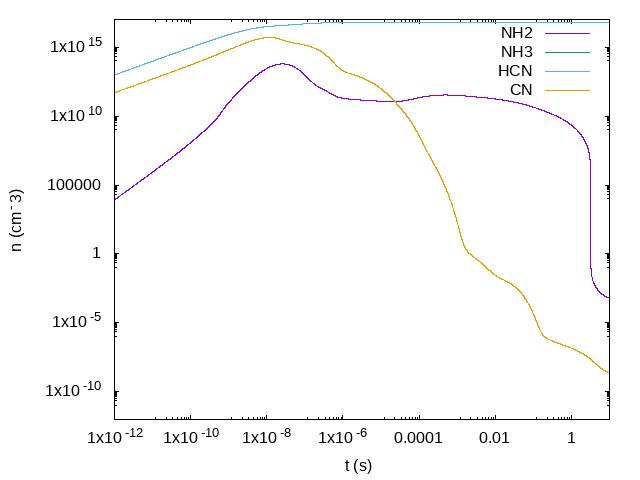 NH2
NH3
HCN
CN
1x10^15
1x10^10
100000
1
1x10^-5
1x10^-10
n (cm^-3)
1x10^-12 1x10^-10 1x10^-8 1x10^-6 0.0001 0.01 1
t (s)